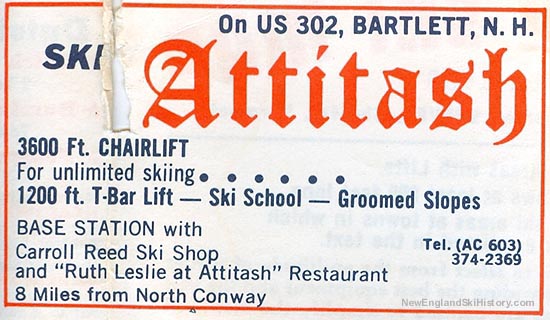 On US 302, BARTLETT, N. H.
SKI Attitash
3600 Ft. CHAIRLIFT
For unlimited skiing . . . . . .
1200 ft. T-Bar Lift — Ski School — Groomed Slopes
BASE STATION with
Carroll Reed Ski Shop
and "Ruth Leslie at Attitash" Restaurant
8 Miles from North Conway
Tel. (AC 603)
374-2369
NewEnglandSkiHistory.com